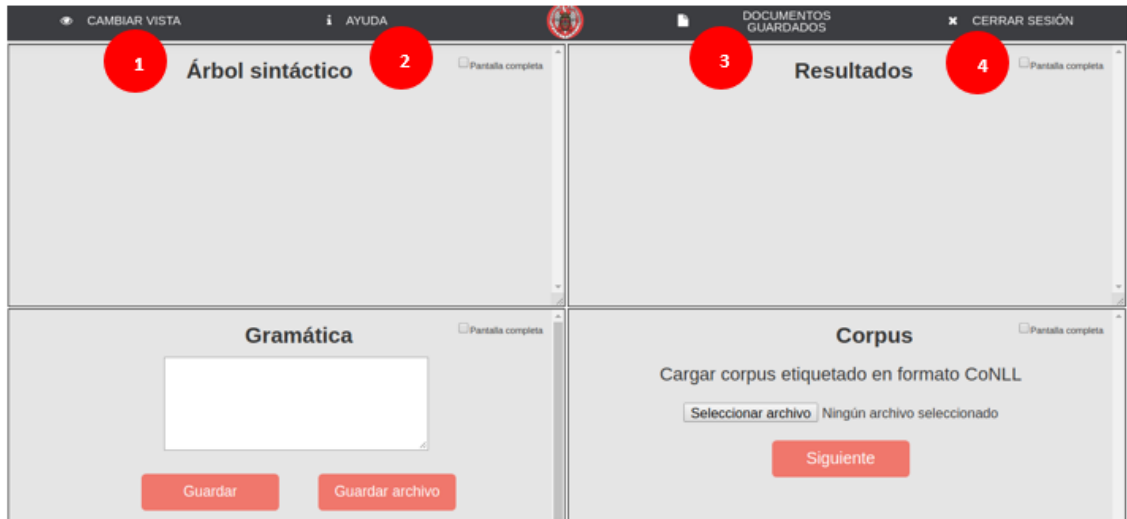 CAMBIAR VISTA
AYUDA
DOCUMENTOS
GUARDADOS
CERRAR SESIÓN
1
2
3
4
Árbol sintáctico
Pantalla completa
Resultados
Pantalla completa
Gramática
Pantalla completa
Guardar
Guardar archivo
Corpus
Pantalla completa
Cargar corpus etiquetado en formato CoNLL
Seleccionar archivo Ningún archivo seleccionado
Siguiente